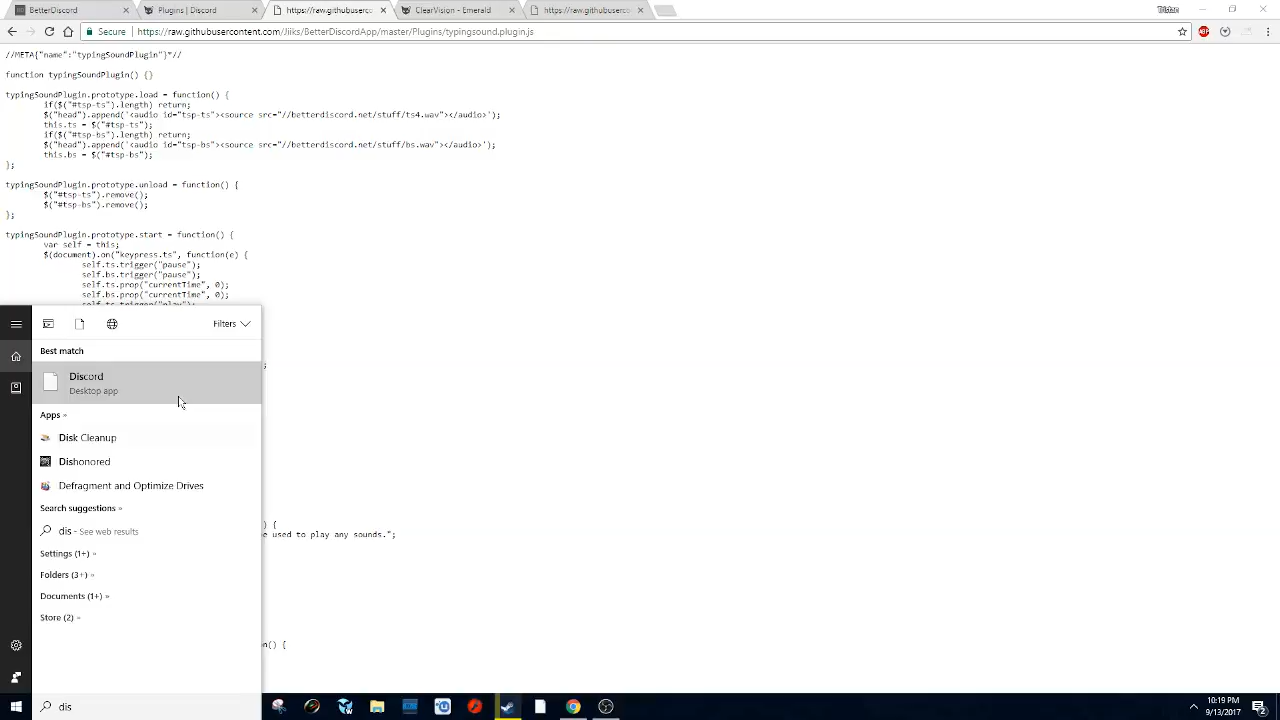 BetterDiscord
Plugins | Discord
https://raw.githubuserco
ClearVision - Emerald
https://raw.githubuserco
Secure
https://raw.githubusercontent.com/Jiiks/BetterDiscordApp/master/Plugins/typingsound.plugin.js
//META{"name":"typingSoundPlugin"}*//
function typingSoundPlugin() {}
typingSoundPlugin.prototype.load = function() {
if($("#tsp-ts").length) return;
$("head").append('<audio id="tsp-ts"><source src="//betterdiscord.net/stuff/ts4.wav"></audio>');
this.ts = $("#tsp-ts");
if($("#tsp-bs").length) return;
$("head").append('<audio id="tsp-bs"><source src="//betterdiscord.net/stuff/bs.wav"></audio>');
this.bs = $("#tsp-bs");
};
typingSoundPlugin.prototype.unload = function() {
$("#tsp-ts").remove();
$("#tsp-bs").remove();
};
typingSoundPlugin.prototype.start = function() {
var self = this;
$(document).on("keypress.ts", function(e) {
self.ts.trigger("pause");
self.bs.trigger("pause");
self.ts.prop("currentTime", 0);
self.bs.prop("currentTime", 0);
self.ts.trigger("play");
;
) {
e used to play any sounds.";
n() {
Filters
Best match
Discord
Desktop app
Apps »
Disk Cleanup
Dishonored
Defragment and Optimize Drives
Search suggestions »
dis - See web results
Settings (1+) »
Folders (3+) »
Documents (1+) »
Store (2) »
dis
10:19 PM
9/13/2017